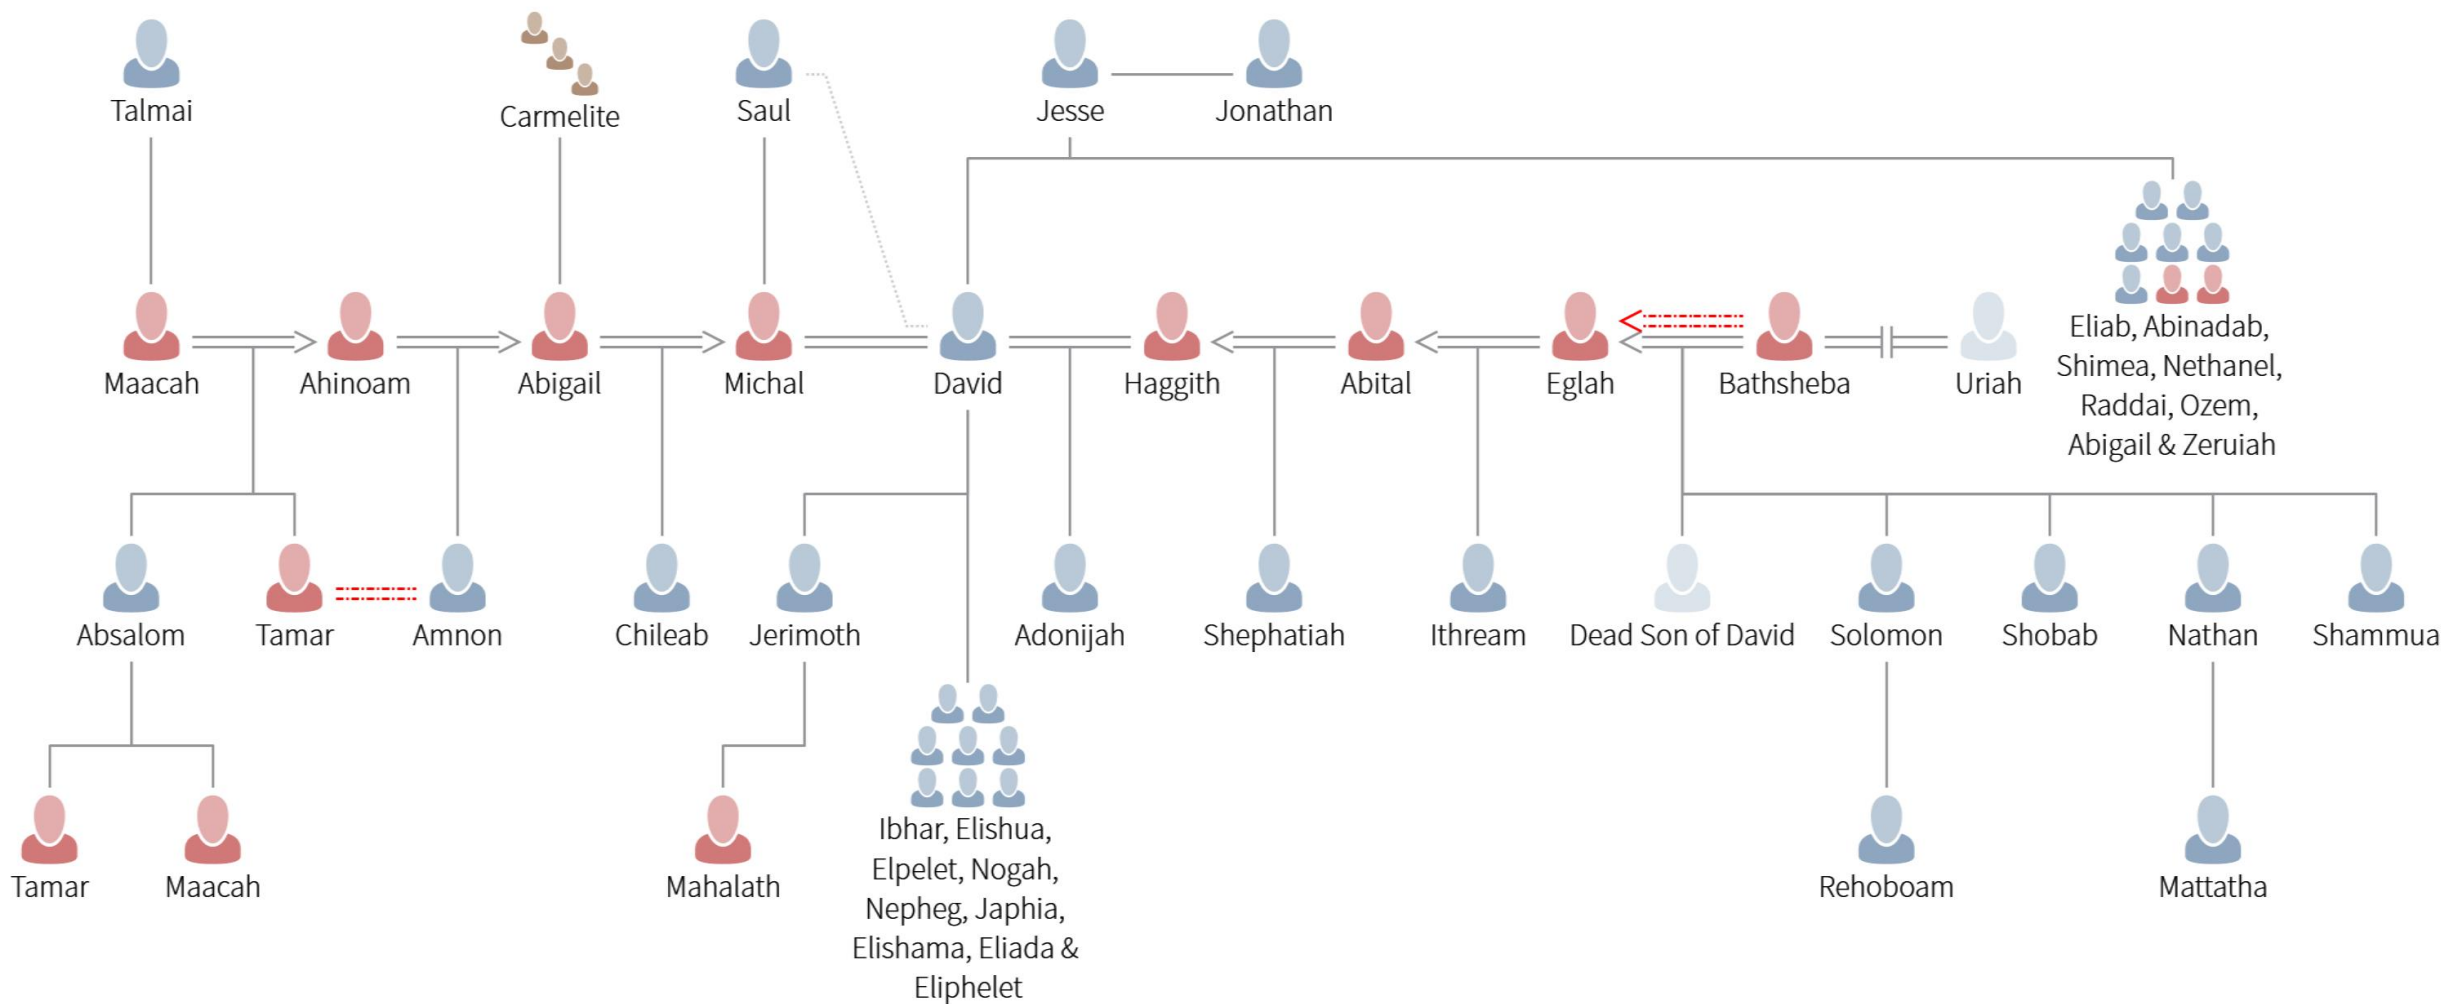 Talmai
Carmelite
Saul
Jesse
Jonathan
Maacah
Ahinoam
Abigail
Michal
David
Haggith
Abital
Eglah
Bathsheba
Uriah
Eliab, Abinadab,
Shimea, Nethanel,
Raddai, Ozem,
Abigail & Zeruiah
Absalom
Tamar
Amnon
Chileab
Jerimoth
Adonijah
Shephatiah
Ithream
Dead Son of David
Solomon
Shobab
Nathan
Shammua
Tamar
Maacah
Mahalath
Ibhar, Elishua,
Elpelet, Nogah,
Nepheg, Japhia,
Elishama, Eliada &
Eliphelet
Rehoboam
Mattatha